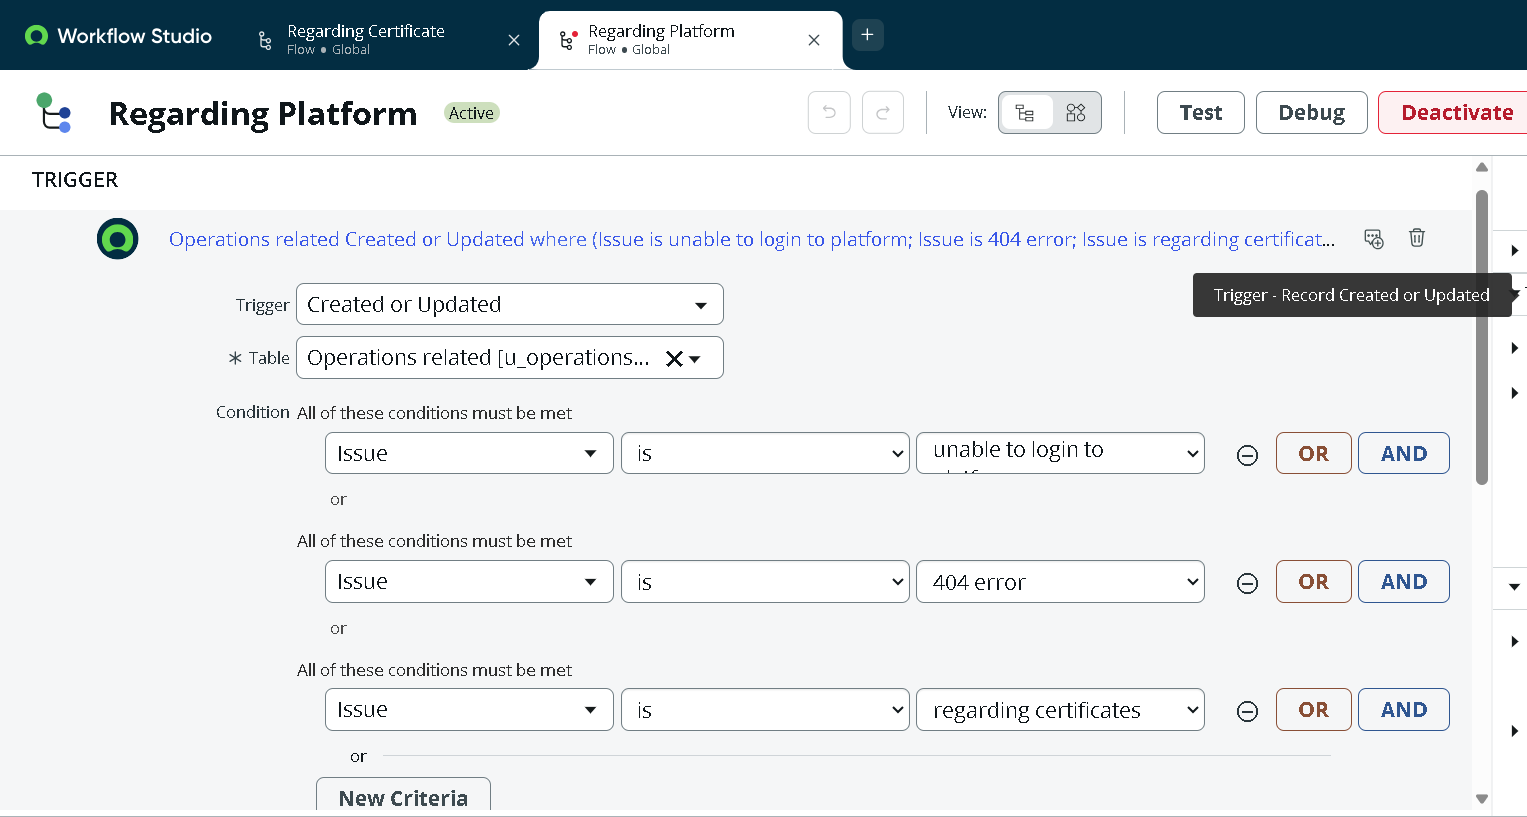 Workflow Studio
Regarding Certificate
Flow • Global
Regarding Platform
Flow • Global
Regarding Platform
Active
View:
Test
Debug
Deactivate
TRIGGER
Operations related Created or Updated where (Issue is unable to login to platform; Issue is 404 error; Issue is regarding certificat...
Trigger - Record Created or Updated
Trigger
Created or Updated
* Table
Operations related [u_operations...
Condition
All of these conditions must be met
Issue
is
unable to login to
OR
AND
or
All of these conditions must be met
Issue
is
404 error
OR
AND
or
All of these conditions must be met
Issue
is
regarding certificates
OR
AND
or
New Criteria